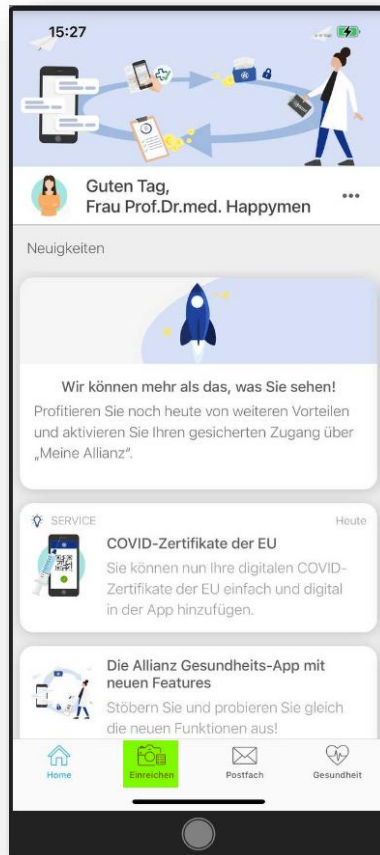 15:27
Guten Tag,
Frau Prof.Dr.med. Happymen
Neuigkeiten
Wir können mehr als das, was Sie sehen!
Profitieren Sie noch heute von weiteren Vorteilen
und aktivieren Sie Ihren gesicherten Zugang über
„Meine Allianz“.
SERVICE
Heute
COVID-Zertifikate der EU
Sie können nun Ihre digitalen COVID-
Zertifikate der EU einfach und digital
in der App hinzufügen.
Die Allianz Gesundheits-App mit
neuen Features
Stöbern Sie und probieren Sie gleich
die neuen Funktionen aus!
Home
Einreichen
Postfach
Gesundheit